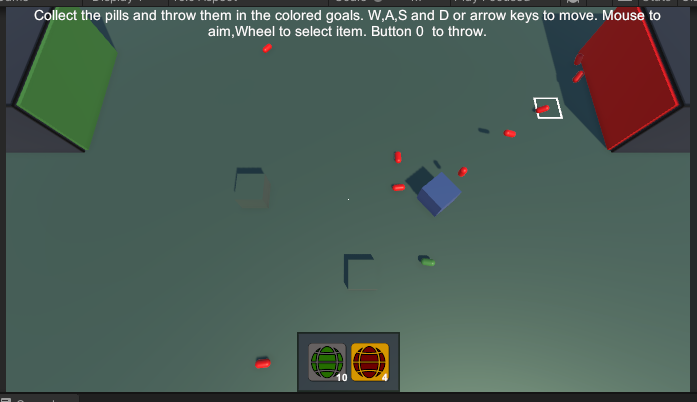 Collect the pills and throw them in the colored goals. W,A,S and D or arrow keys to move. Mouse to
aim,Wheel to select item. Button 0  to throw.
10
4